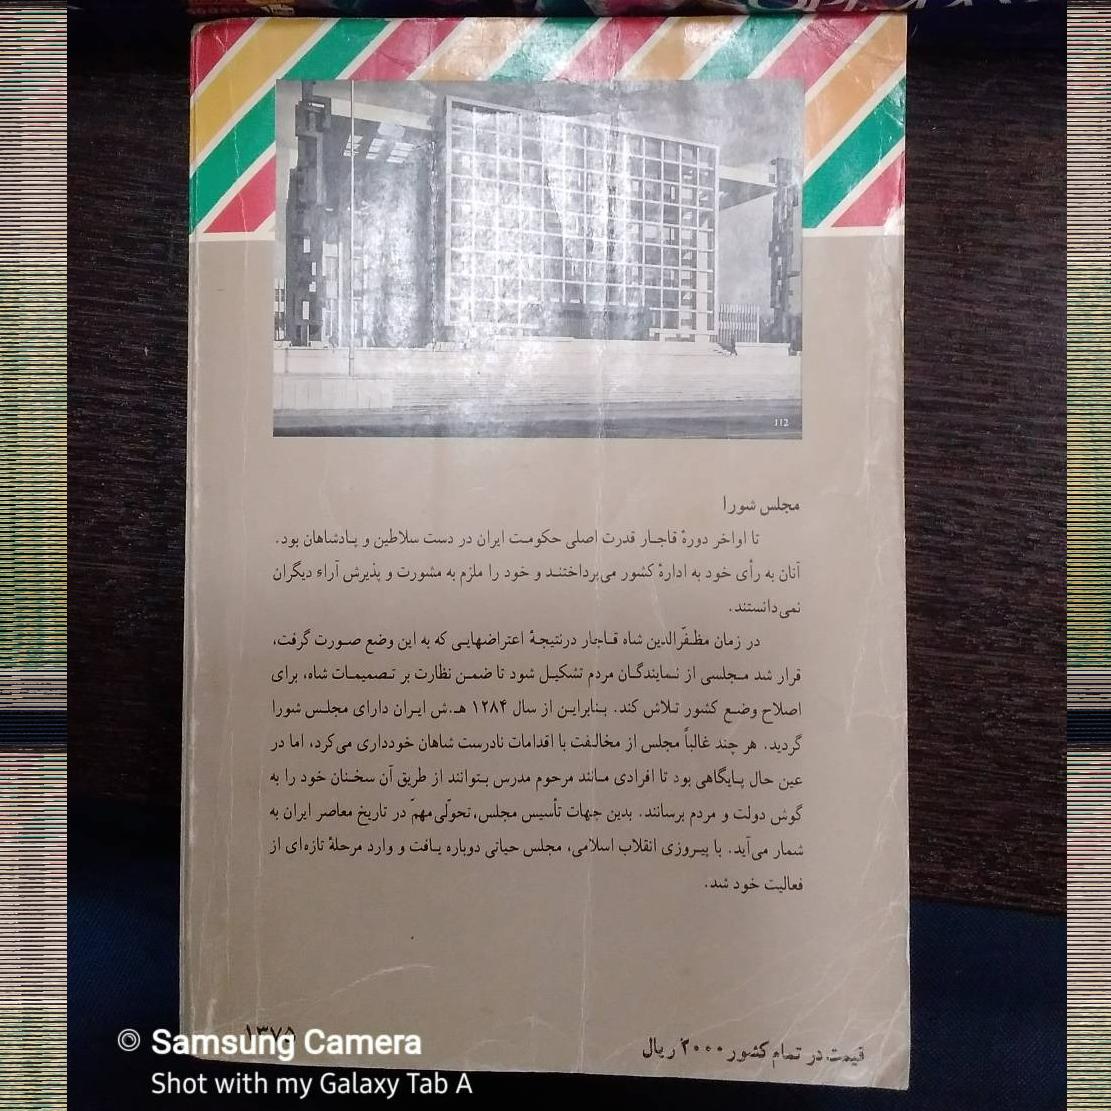 112
مجلس شورا
تا اواخر دورهٔ قاجار قدرت اصلی حکومت ایران در دست سلاطین و پادشاهان بود.
آنان به رأی خود به ادارهٔ کشور می‌پرداختند و خود را ملزم به مشورت و پذیرش آراء دیگران
نمی‌دانستند.
در زمان مظفّرالدین شاه قاجار درنتیجهٔ اعتراضهایی که به این وضع صورت گرفت،
قرار شد مجلسی از نمایندگان مردم تشکیل شود تا ضمن نظارت بر تصمیمات شاه، برای
اصلاح وضع کشور تلاش کند. بنابراین از سال ۱۲۸۴ هـ.ش ایران دارای مجلس شورا
گردید. هر چند غالباً مجلس از مخالفت با اقدامات نادرست شاهان خودداری می‌کرد، اما در
عین حال پایگاهی بود تا افرادی مانند مرحوم مدرس بتوانند از طریق آن سخنان خود را به
گوش دولت و مردم برسانند. بدین جهات تأسیس مجلس، تحوّلی مهمّ در تاریخ معاصر ایران به
شمار می‌آید. با پیروزی انقلاب اسلامی، مجلس حیاتی دوباره یافت و وارد مرحلهٔ تازه‌ای از
فعالیت خود شد.
۱۳۷۵
قیمت در تمام کشور ۲۰۰۰ ریال
Samsung Camera
Shot with my Galaxy Tab A